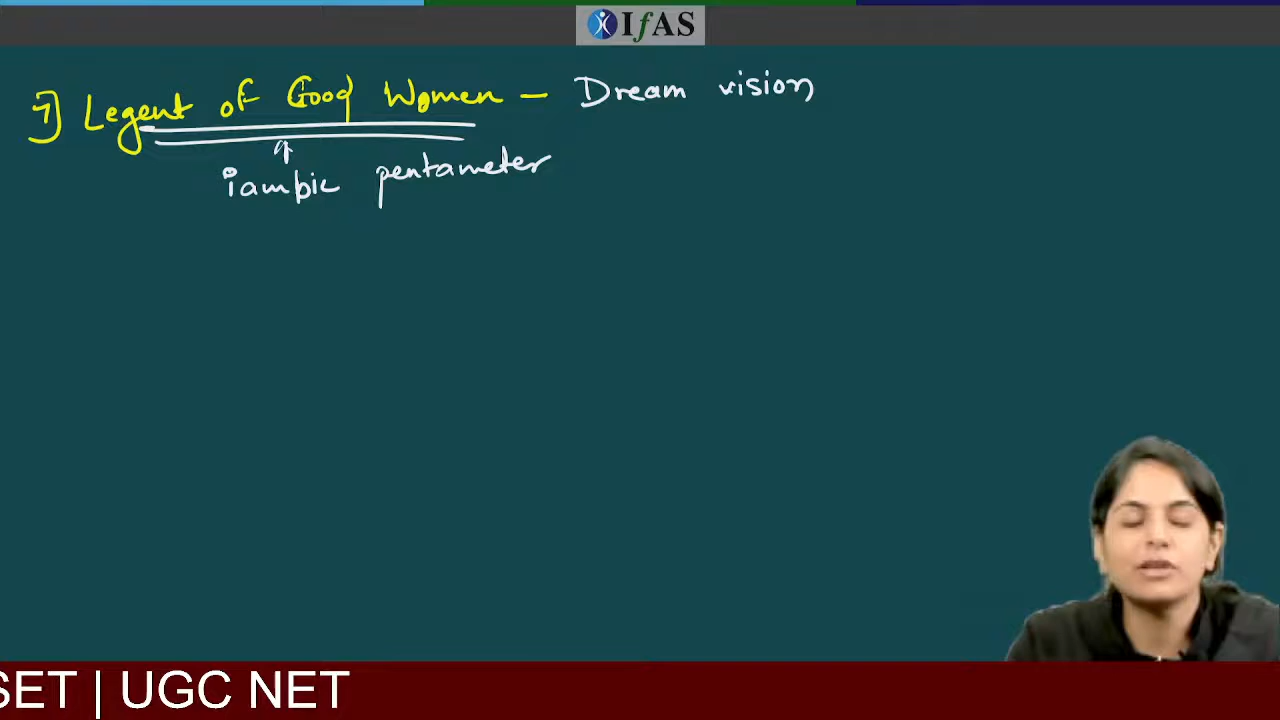 IfAS
7] Legent of Good Women - Dream vision
↑
iambic pentameter
SET | UGC NET